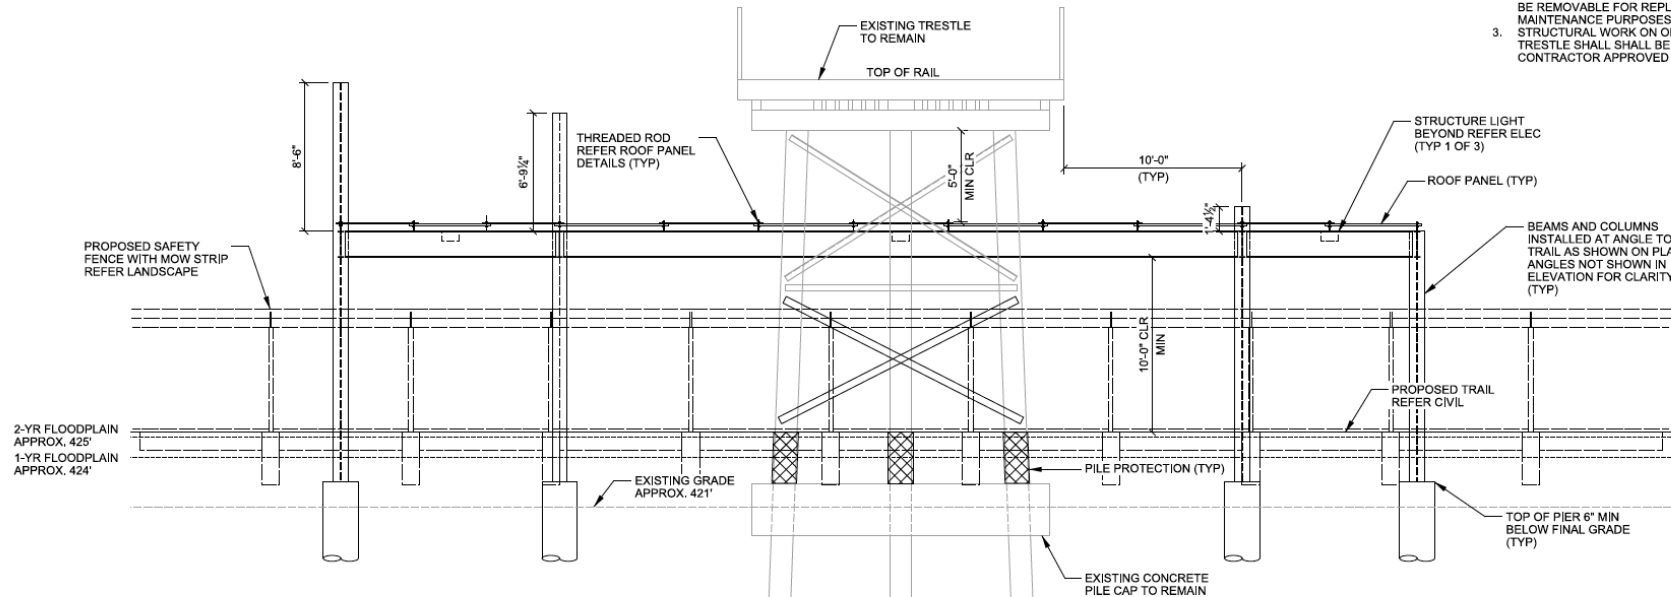 BE REMOVABLE FOR REPL
MAINTENANCE PURPOSES
3. STRUCTURAL WORK ON O
TRESTLE SHALL SHALL BE
CONTRACTOR APPROVED
EXISTING TRESTLE
TO REMAIN
TOP OF RAIL
8'-6"
6'-9¼"
THREADED ROD
REFER ROOF PANEL
DETAILS (TYP)
5'-0"
MIN CLR
10'-0"
(TYP)
STRUCTURE LIGHT
BEYOND REFER ELEC
(TYP 1 OF 3)
ROOF PANEL (TYP)
1'-4½"
PROPOSED SAFETY
FENCE WITH MOW STRIP
REFER LANDSCAPE
BEAMS AND COLUMNS
INSTALLED AT ANGLE TO
TRAIL AS SHOWN ON PLA
ANGLES NOT SHOWN IN
ELEVATION FOR CLARITY
(TYP)
10'-0" CLR
MIN
PROPOSED TRAIL
REFER CIVIL
2-YR FLOODPLAIN
APPROX. 425'
1-YR FLOODPLAIN
APPROX. 424'
PILE PROTECTION (TYP)
EXISTING GRADE
APPROX. 421'
TOP OF PIER 6" MIN
BELOW FINAL GRADE
(TYP)
EXISTING CONCRETE
PILE CAP TO REMAIN